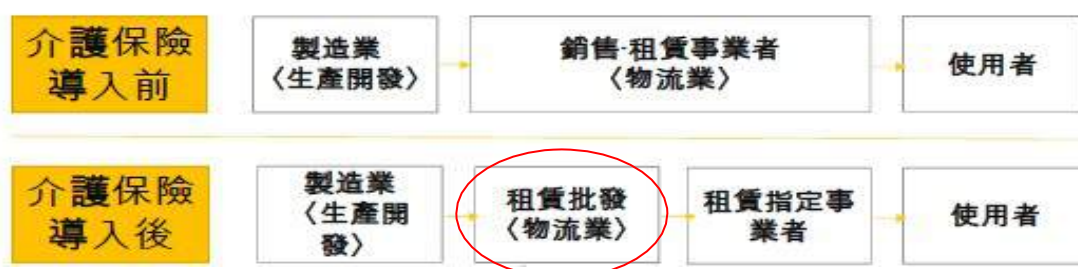 介護保險
導入前
製造業
〈生產開發〉
銷售·租賃事業者
〈物流業〉
使用者
介護保險
導入後
製造業
〈生產開
發〉
租賃批發
〈物流業〉
租賃指定事
業者
使用者